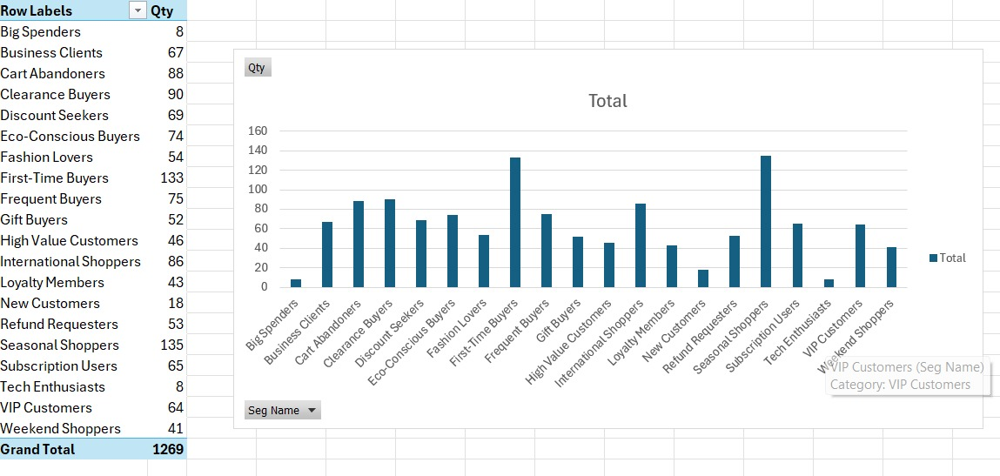 Row Labels Qty
Big Spenders 8
Business Clients 67
Cart Abandoners 88
Clearance Buyers 90
Discount Seekers 69
Eco-Conscious Buyers 74
Fashion Lovers 54
First-Time Buyers 133
Frequent Buyers 75
Gift Buyers 52
High Value Customers 46
International Shoppers 86
Loyalty Members 43
New Customers 18
Refund Requesters 53
Seasonal Shoppers 135
Subscription Users 65
Tech Enthusiasts 8
VIP Customers 64
Weekend Shoppers 41
Grand Total 1269
Qty
Total
160
140
120
100
80
60
40
20
0
Big Spenders
Business Clients
Cart Abandoners
Clearance Buyers
Discount Seekers
Eco-Conscious Buyers
Fashion Lovers
First-Time Buyers
Frequent Buyers
Gift Buyers
High Value Customers
International Shoppers
Loyalty Members
New Customers
Refund Requesters
Seasonal Shoppers
Subscription Users
Tech Enthusiasts
VIP Customers
Weekend Shoppers
Total
VIP Customers (Seg Name)
Category: VIP Customers
Seg Name